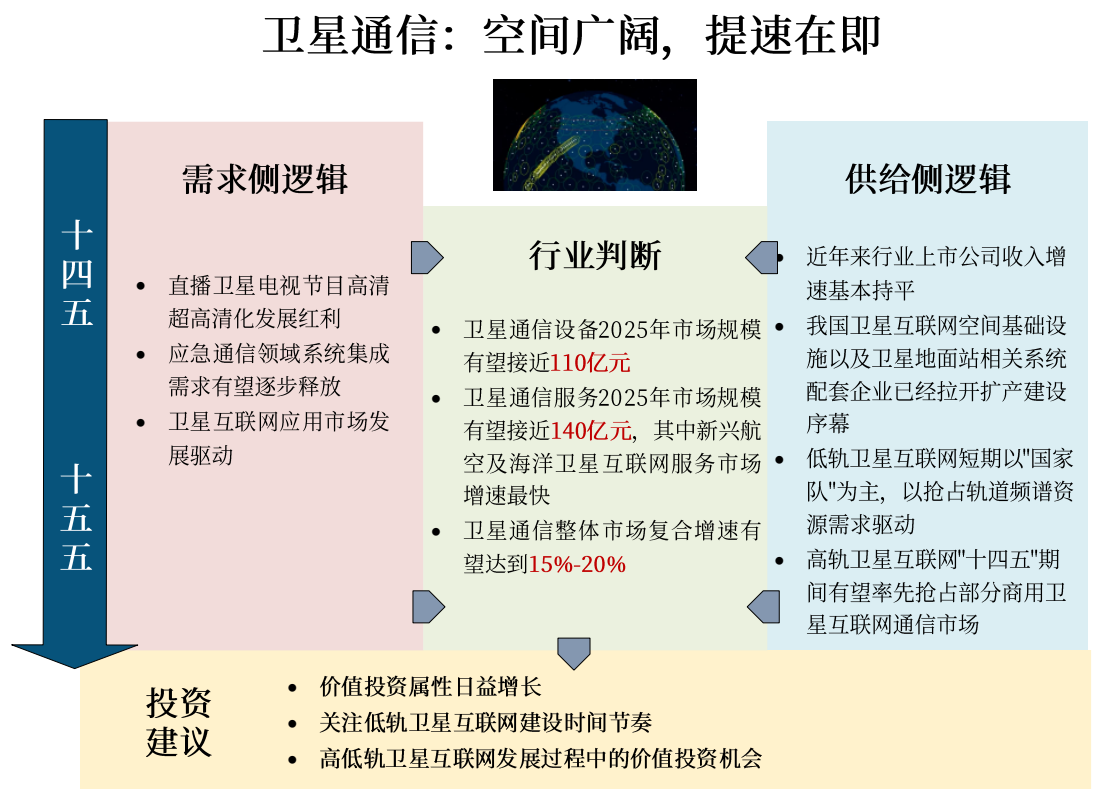 卫星通信：空间广阔，提速在即
十
四
五
十
五
五
需求侧逻辑
直播卫星电视节目高清
超高清化发展红利
应急通信领域系统集成
需求有望逐步释放
卫星互联网应用市场发
展驱动
行业判断
卫星通信设备2025年市场规模
有望接近110亿元
卫星通信服务2025年市场规模
有望接近140亿元，其中新兴航
空及海洋卫星互联网服务市场
增速最快
卫星通信整体市场复合增速有
望达到15%-20%
供给侧逻辑
近年来行业上市公司收入增
速基本持平
我国卫星互联网空间基础设
施以及卫星地面站相关系统
配套企业已经拉开扩产建设
序幕
低轨卫星互联网短期以"国家
队"为主，以抢占轨道频谱资
源需求驱动
高轨卫星互联网"十四五"期
间有望率先抢占部分商用卫
星互联网通信市场
投资
建议
价值投资属性日益增长
关注低轨卫星互联网建设时间节奏
高低轨卫星互联网发展过程中的价值投资机会